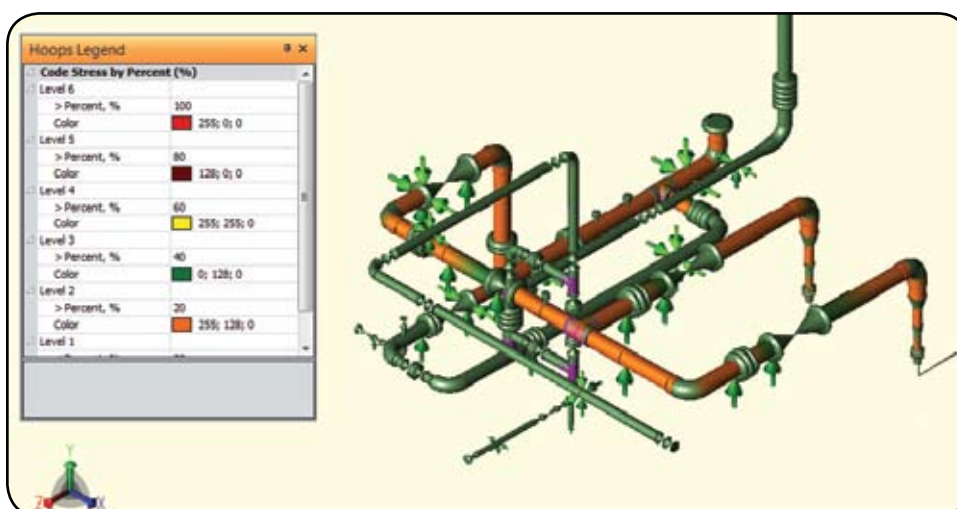 Hoops Legend
Code Stress by Percent (%)
Level 6
> Percent, % 100
Color 255; 0; 0
Level 5
> Percent, % 80
Color 128; 0; 0
Level 4
> Percent, % 60
Color 255; 255; 0
Level 3
> Percent, % 40
Color 0; 128; 0
Level 2
> Percent, % 20
Color 255; 128; 0
Level 1
Y
Z
X